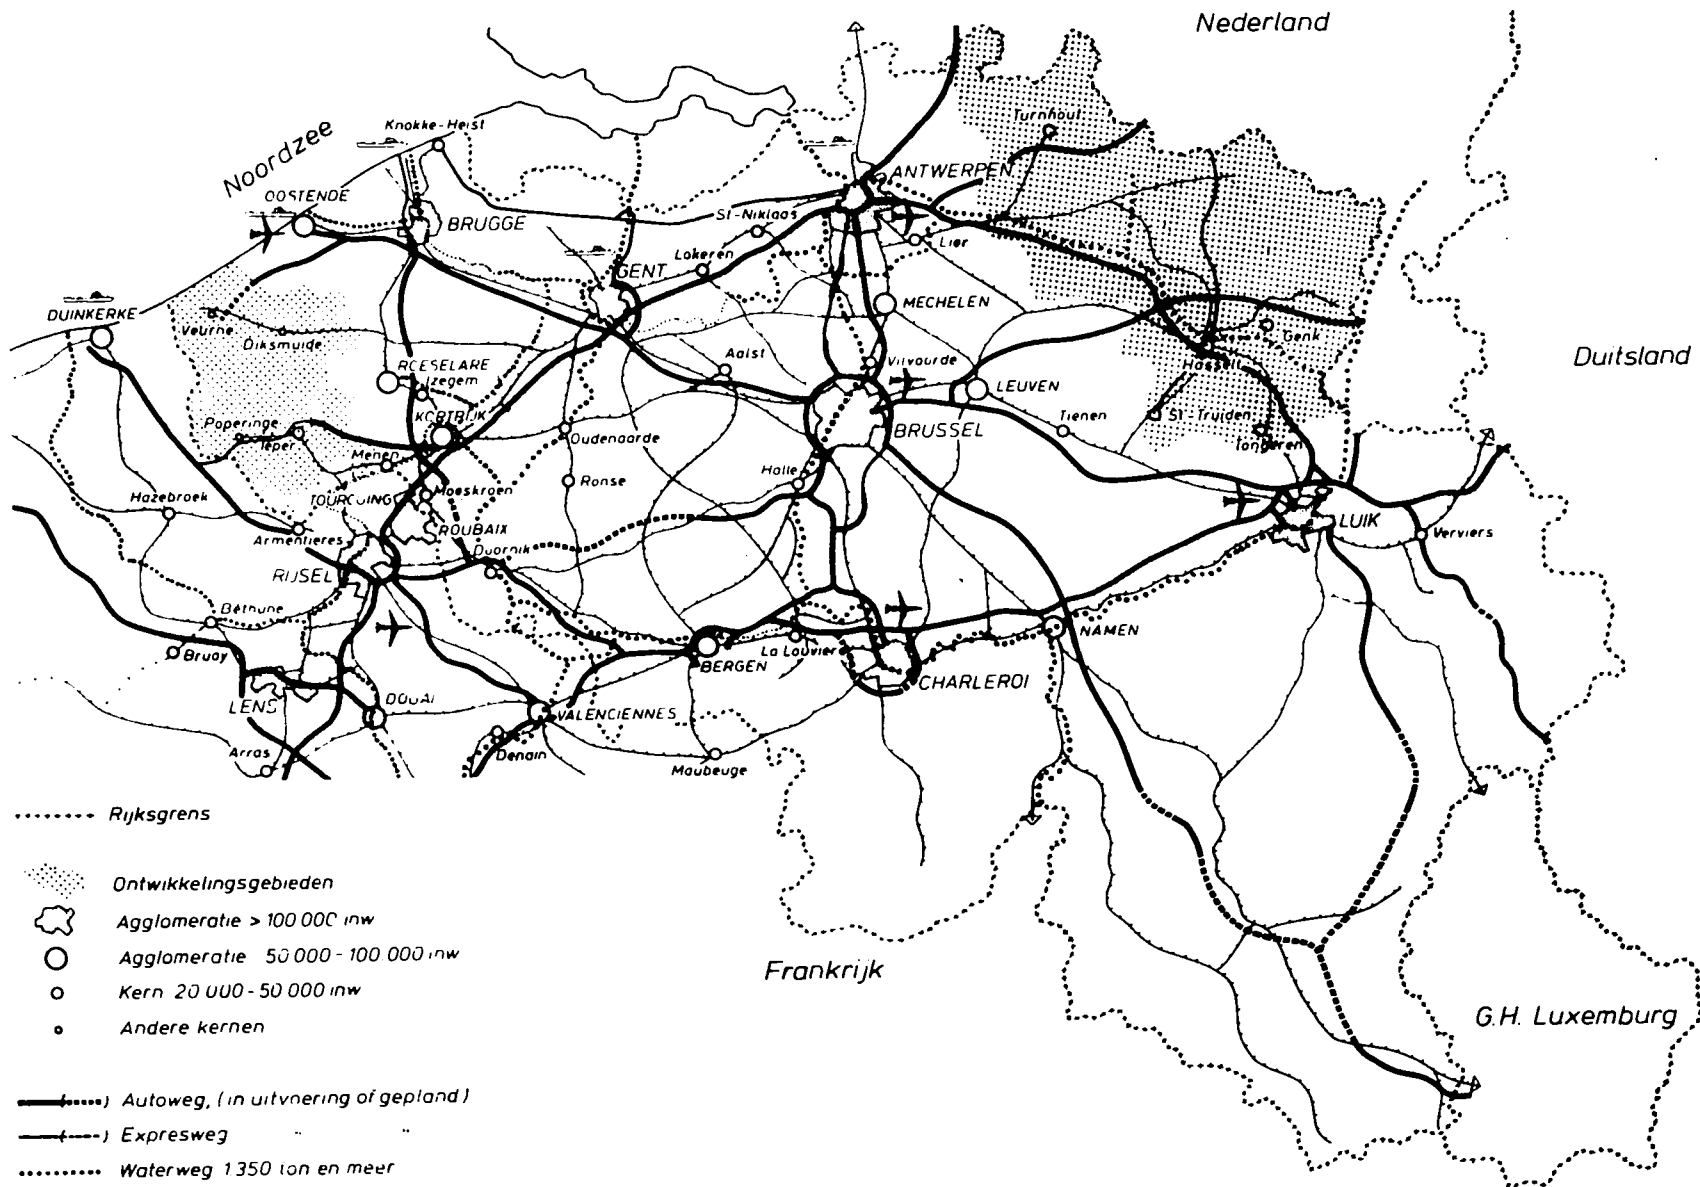 Nederland
Noordzee
Knokke-Heist
Turnhout
OOSTENDE
BRUGGE
ANTWERPEN
St-Niklaas
Lier
Lokeren
GENT
MECHELEN
DUINKERKE
Veurne
Diksmuide
Genk
Duitsland
Aalst
Vilvoorde
Hasselt
ROESELARE
Izegem
LEUVEN
KORTRIJK
Poperinge
Ieper
Oudenaarde
BRUSSEL
Tienen
St-Truiden
Tongeren
Menen
Halle
Ronse
Hazebroek
TOURCOING
Moeskroen
ROUBAIX
Armentieres
LUIK
Verviers
Doornik
RIJSEL
Béthune
Bruay
NAMEN
La Louvier
BERGEN
CHARLEROI
LENS
DOUAI
VALENCIENNES
Denain
Arras
Maubeuge
Frankrijk
G.H. Luxemburg
Rijksgrens
Ontwikkelingsgebieden
Agglomeratie > 100 000 inw
Agglomeratie 50 000 - 100 000 inw
Kern 20 000 - 50 000 inw
Andere kernen
Autoweg, (in uitvoering of gepland)
Expresweg " "
Waterweg 1350 ton en meer